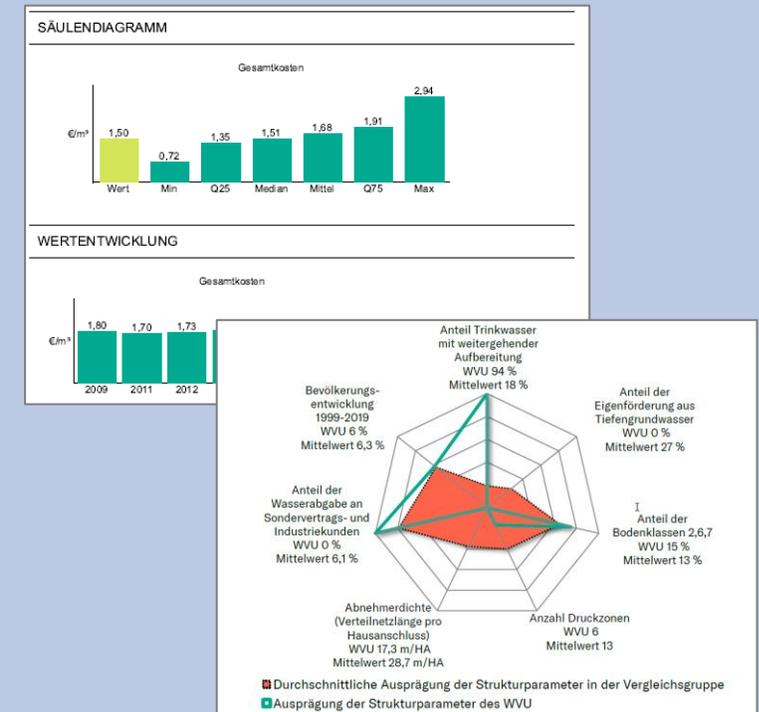 SÄULENDIAGRAMM
Gesamtkosten
€/m³
1,50
0,72
1,35
1,51
1,68
1,91
2,94
Wert
Min
Q25
Median
Mittel
Q75
Max
WERTENTWICKLUNG
Gesamtkosten
€/m³
1,80
1,70
1,73
2009
2011
2012
Anteil Trinkwasser
mit weitergehender
Aufbereitung
WVU 94 %
Mittelwert 18 %
Anteil der
Eigenförderung aus
Tiefengrundwasser
WVU 0 %
Mittelwert 27 %
Anteil der
Bodenklassen 2,6,7
WVU 15 %
Mittelwert 13 %
Anzahl Druckzonen
WVU 6
Mittelwert 13
Abnehmerdichte
(Verteilnetzlänge pro
Hausanschluss)
WVU 17,3 m/HA
Mittelwert 28,7 m/HA
Anteil der
Wasserabgabe an
Sondervertrags- und
Industriekunden
WVU 0 %
Mittelwert 6,1 %
Bevölkerungs-
entwicklung
1999-2019
WVU 6 %
Mittelwert 6,3 %
Durchschnittliche Ausprägung der Strukturparameter in der Vergleichsgruppe
Ausprägung der Strukturparameter des WVU